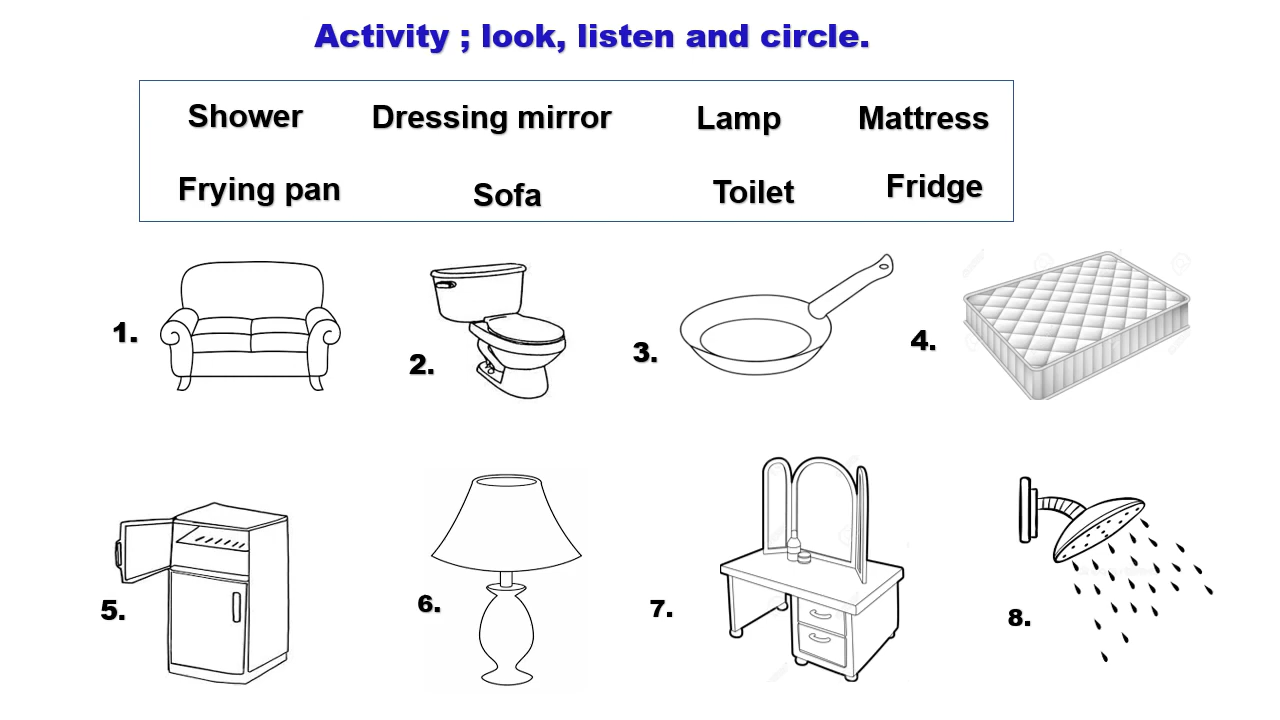 Activity ; look, listen and circle.
Shower Dressing mirror Lamp Mattress
Frying pan Sofa Toilet Fridge
1. 2. 3. 4.
5. 6. 7. 8.